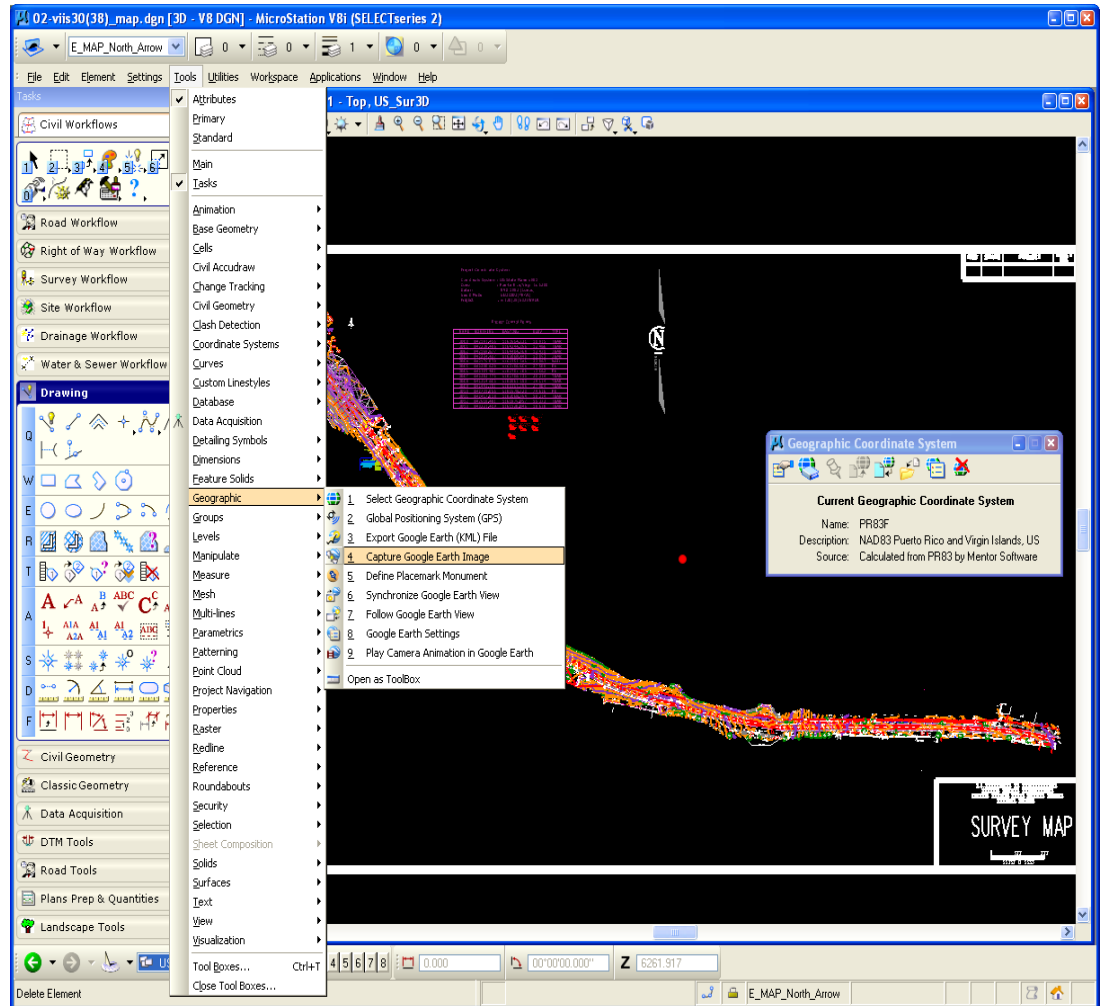 02-viis30(38)_map.dgn [3D - V8 DGN] - MicroStation V8i (SELECTseries 2)
E_MAP_North_Arrow 0 0 1 0 0
File Edit Element Settings Tools Utilities Workspace Applications Window Help
Tasks
Civil Workflows
1 2 3 4 5 6
0 ?
Road Workflow
Right of Way Workflow
Survey Workflow
Site Workflow
Drainage Workflow
Water & Sewer Workflow
Drawing
Q
W
E
R
T
A
S
D
F
Civil Geometry
Classic Geometry
Data Acquisition
DTM Tools
Road Tools
Plans Prep & Quantities
Landscape Tools
Attributes
Primary
Standard
Main
Tasks
Animation
Base Geometry
Cells
Civil Accudraw
Change Tracking
Civil Geometry
Clash Detection
Coordinate Systems
Curves
Custom Linestyles
Database
Data Acquisition
Detailing Symbols
Dimensions
Feature Solids
Geographic
Groups
Levels
Manipulate
Measure
Mesh
Multi-lines
Parametrics
Patterning
Point Cloud
Project Navigation
Properties
Raster
Redline
Reference
Roundabouts
Security
Selection
Sheet Composition
Solids
Surfaces
Text
View
Visualization
Tool Boxes... Ctrl+T
Close Tool Boxes...
1 Select Geographic Coordinate System
2 Global Positioning System (GPS)
3 Export Google Earth (KML) File
4 Capture Google Earth Image
5 Define Placemark Monument
6 Synchronize Google Earth View
7 Follow Google Earth View
8 Google Earth Settings
9 Play Camera Animation in Google Earth
Open as ToolBox
1 - Top, US_Sur3D
N
Geographic Coordinate System
Current Geographic Coordinate System
Name: PR83F
Description: NAD83 Puerto Rico and Virgin Islands, US
Source: Calculated from PR83 by Mentor Software
SURVEY MAP
US
4 5 6 7 8 0.000 00°00'00.000" Z 6261.917
Delete Element
E_MAP_North_Arrow